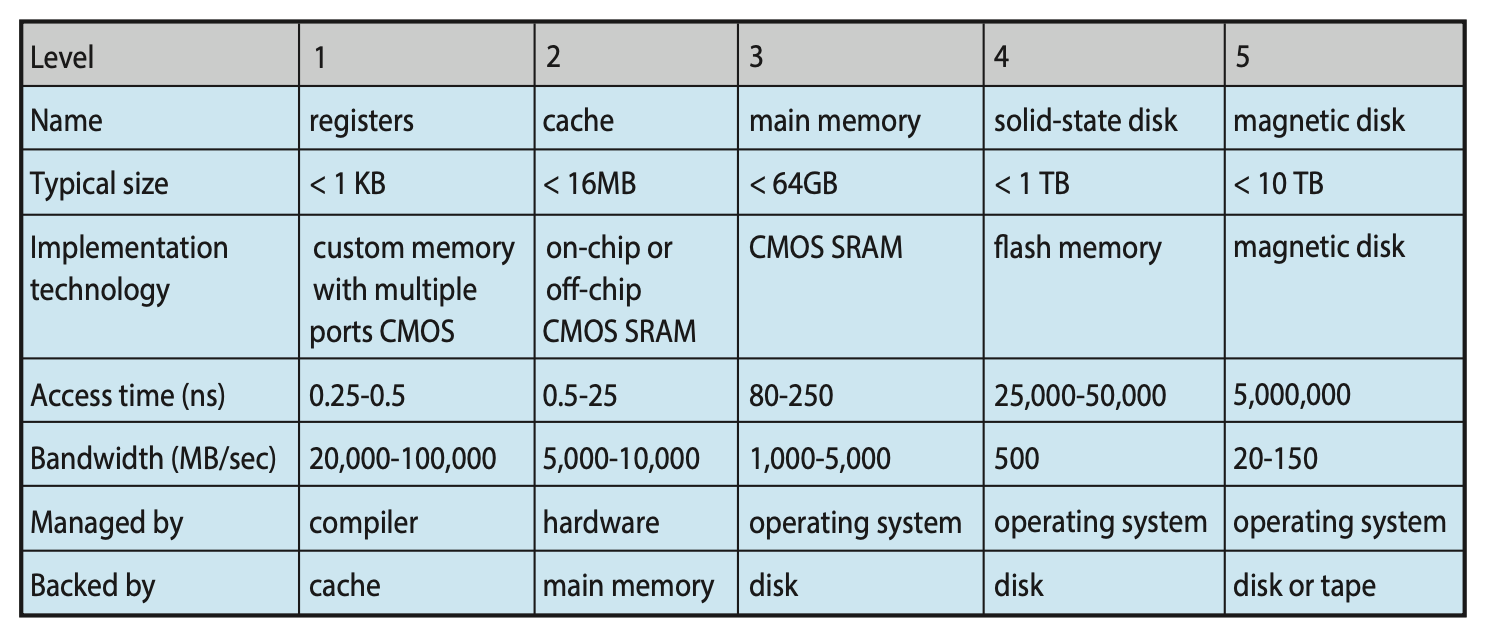 Level 1 2 3 4 5
Name registers cache main memory solid-state disk magnetic disk
Typical size < 1 KB < 16MB < 64GB < 1 TB < 10 TB
Implementation custom memory on-chip or CMOS SRAM flash memory magnetic disk
technology with multiple off-chip
ports CMOS CMOS SRAM
Access time (ns) 0.25-0.5 0.5-25 80-250 25,000-50,000 5,000,000
Bandwidth (MB/sec) 20,000-100,000 5,000-10,000 1,000-5,000 500 20-150
Managed by compiler hardware operating system operating system operating system
Backed by cache main memory disk disk disk or tape